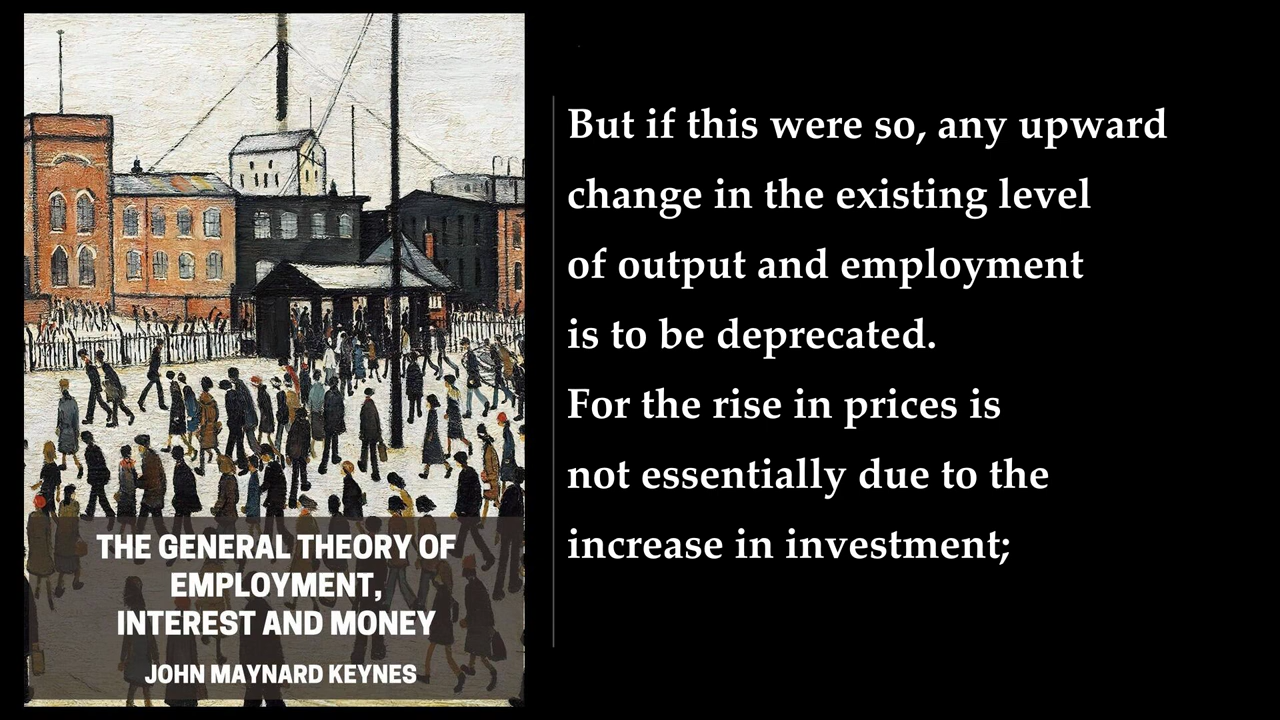 But if this were so, any upward
change in the existing level
of output and employment
is to be deprecated.
For the rise in prices is
not essentially due to the
increase in investment;
THE GENERAL THEORY OF
EMPLOYMENT,
INTEREST AND MONEY
JOHN MAYNARD KEYNES